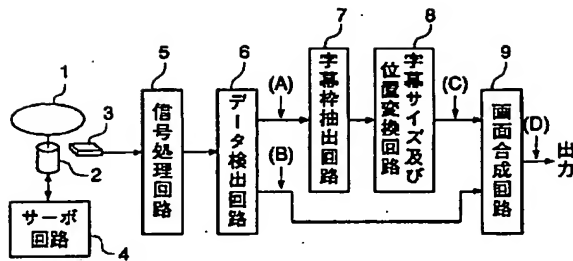 1
2
3
サーボ
回路
4
5
信号処理回路
6
データ検出回路
(A)
(B)
7
字幕枠抽出回路
8
字幕サイズ及び
位置変換回路
(C)
9
画面合成回路
(D)
出力